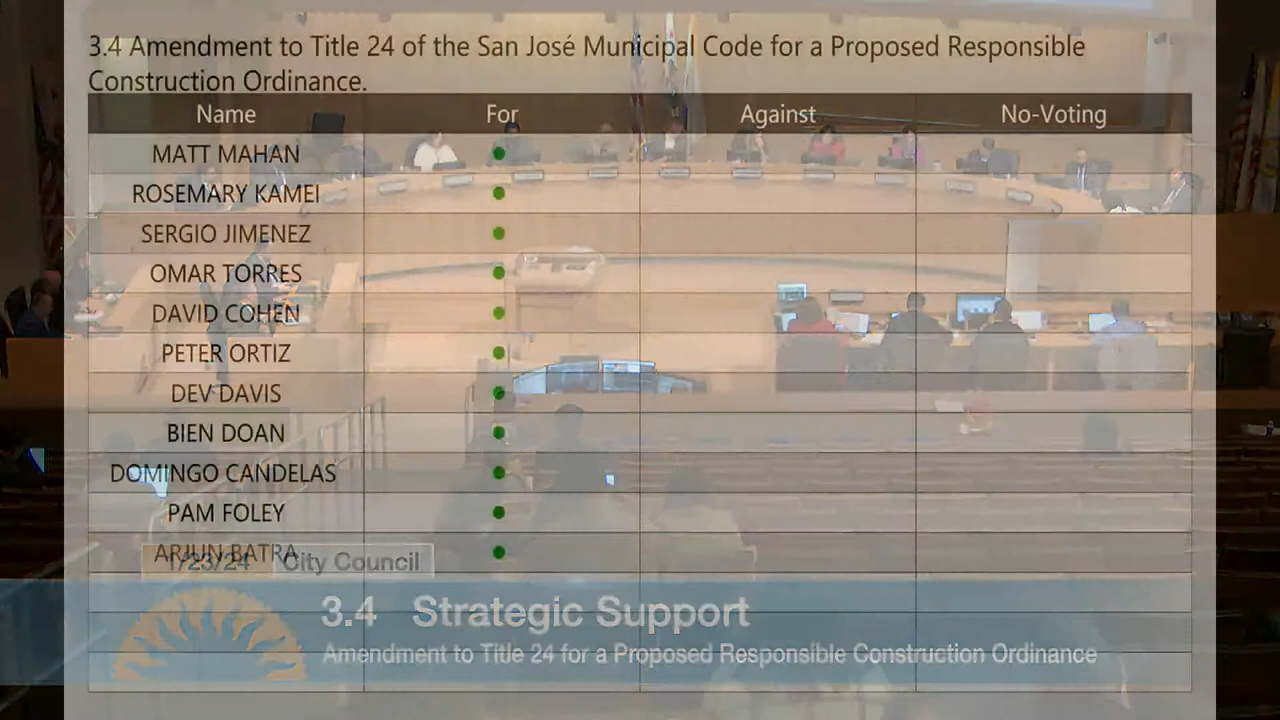 3.4 Amendment to Title 24 of the San José Municipal Code for a Proposed Responsible
Construction Ordinance.
Name For Against No-Voting
MATT MAHAN
ROSEMARY KAMEI
SERGIO JIMENEZ
OMAR TORRES
DAVID COHEN
PETER ORTIZ
DEV DAVIS
BIEN DOAN
DOMINGO CANDELAS
PAM FOLEY
ARJUN BATRA
1/23/24 City Council
3.4 Strategic Support
Amendment to Title 24 for a Proposed Responsible Construction Ordinance